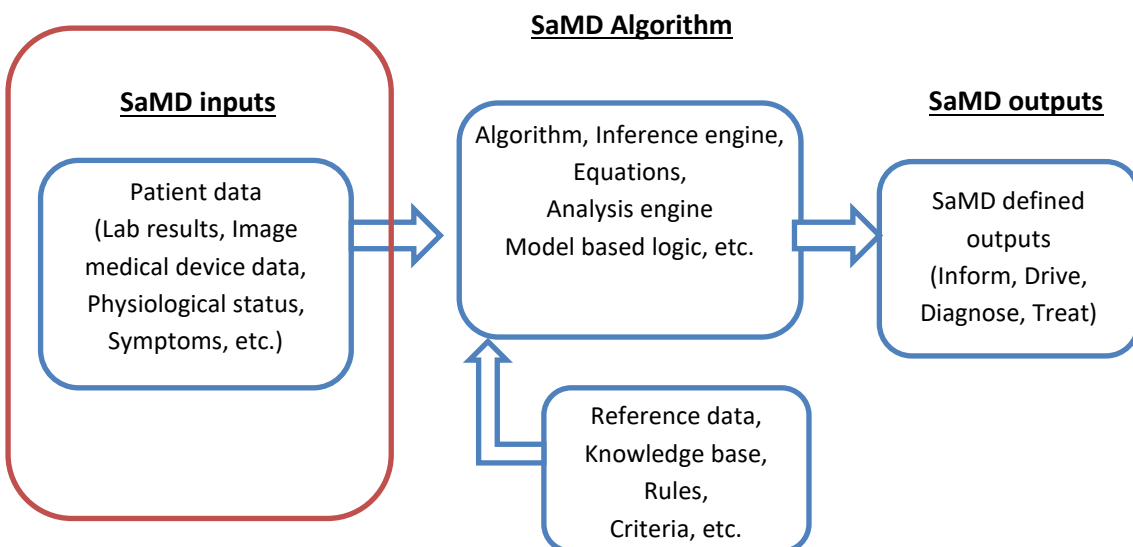 SaMD Algorithm
SaMD inputs
Patient data
(Lab results, Image
medical device data,
Physiological status,
Symptoms, etc.)
Algorithm, Inference engine,
Equations,
Analysis engine
Model based logic, etc.
Reference data,
Knowledge base,
Rules,
Criteria, etc.
SaMD outputs
SaMD defined
outputs
(Inform, Drive,
Diagnose, Treat)